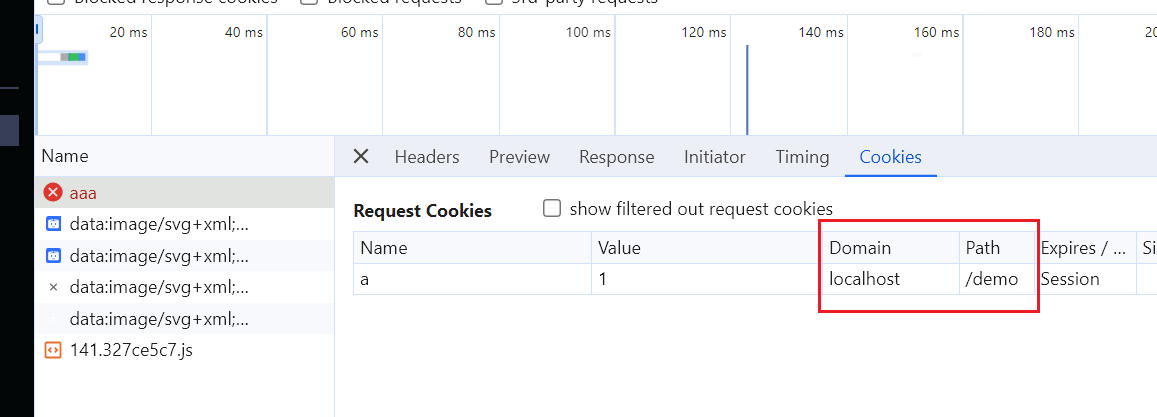 Blocked response cookies Blocked requests 3rd-party requests
20 ms 40 ms 60 ms 80 ms 100 ms 120 ms 140 ms 160 ms 180 ms 20
Name
Headers Preview Response Initiator Timing Cookies
aaa
Request Cookies show filtered out request cookies
data:image/svg+xml;...
Name Value Domain Path Expires / ... Si
data:image/svg+xml;...
a 1 localhost /demo Session
data:image/svg+xml;...
data:image/svg+xml;...
141.327ce5c7.js